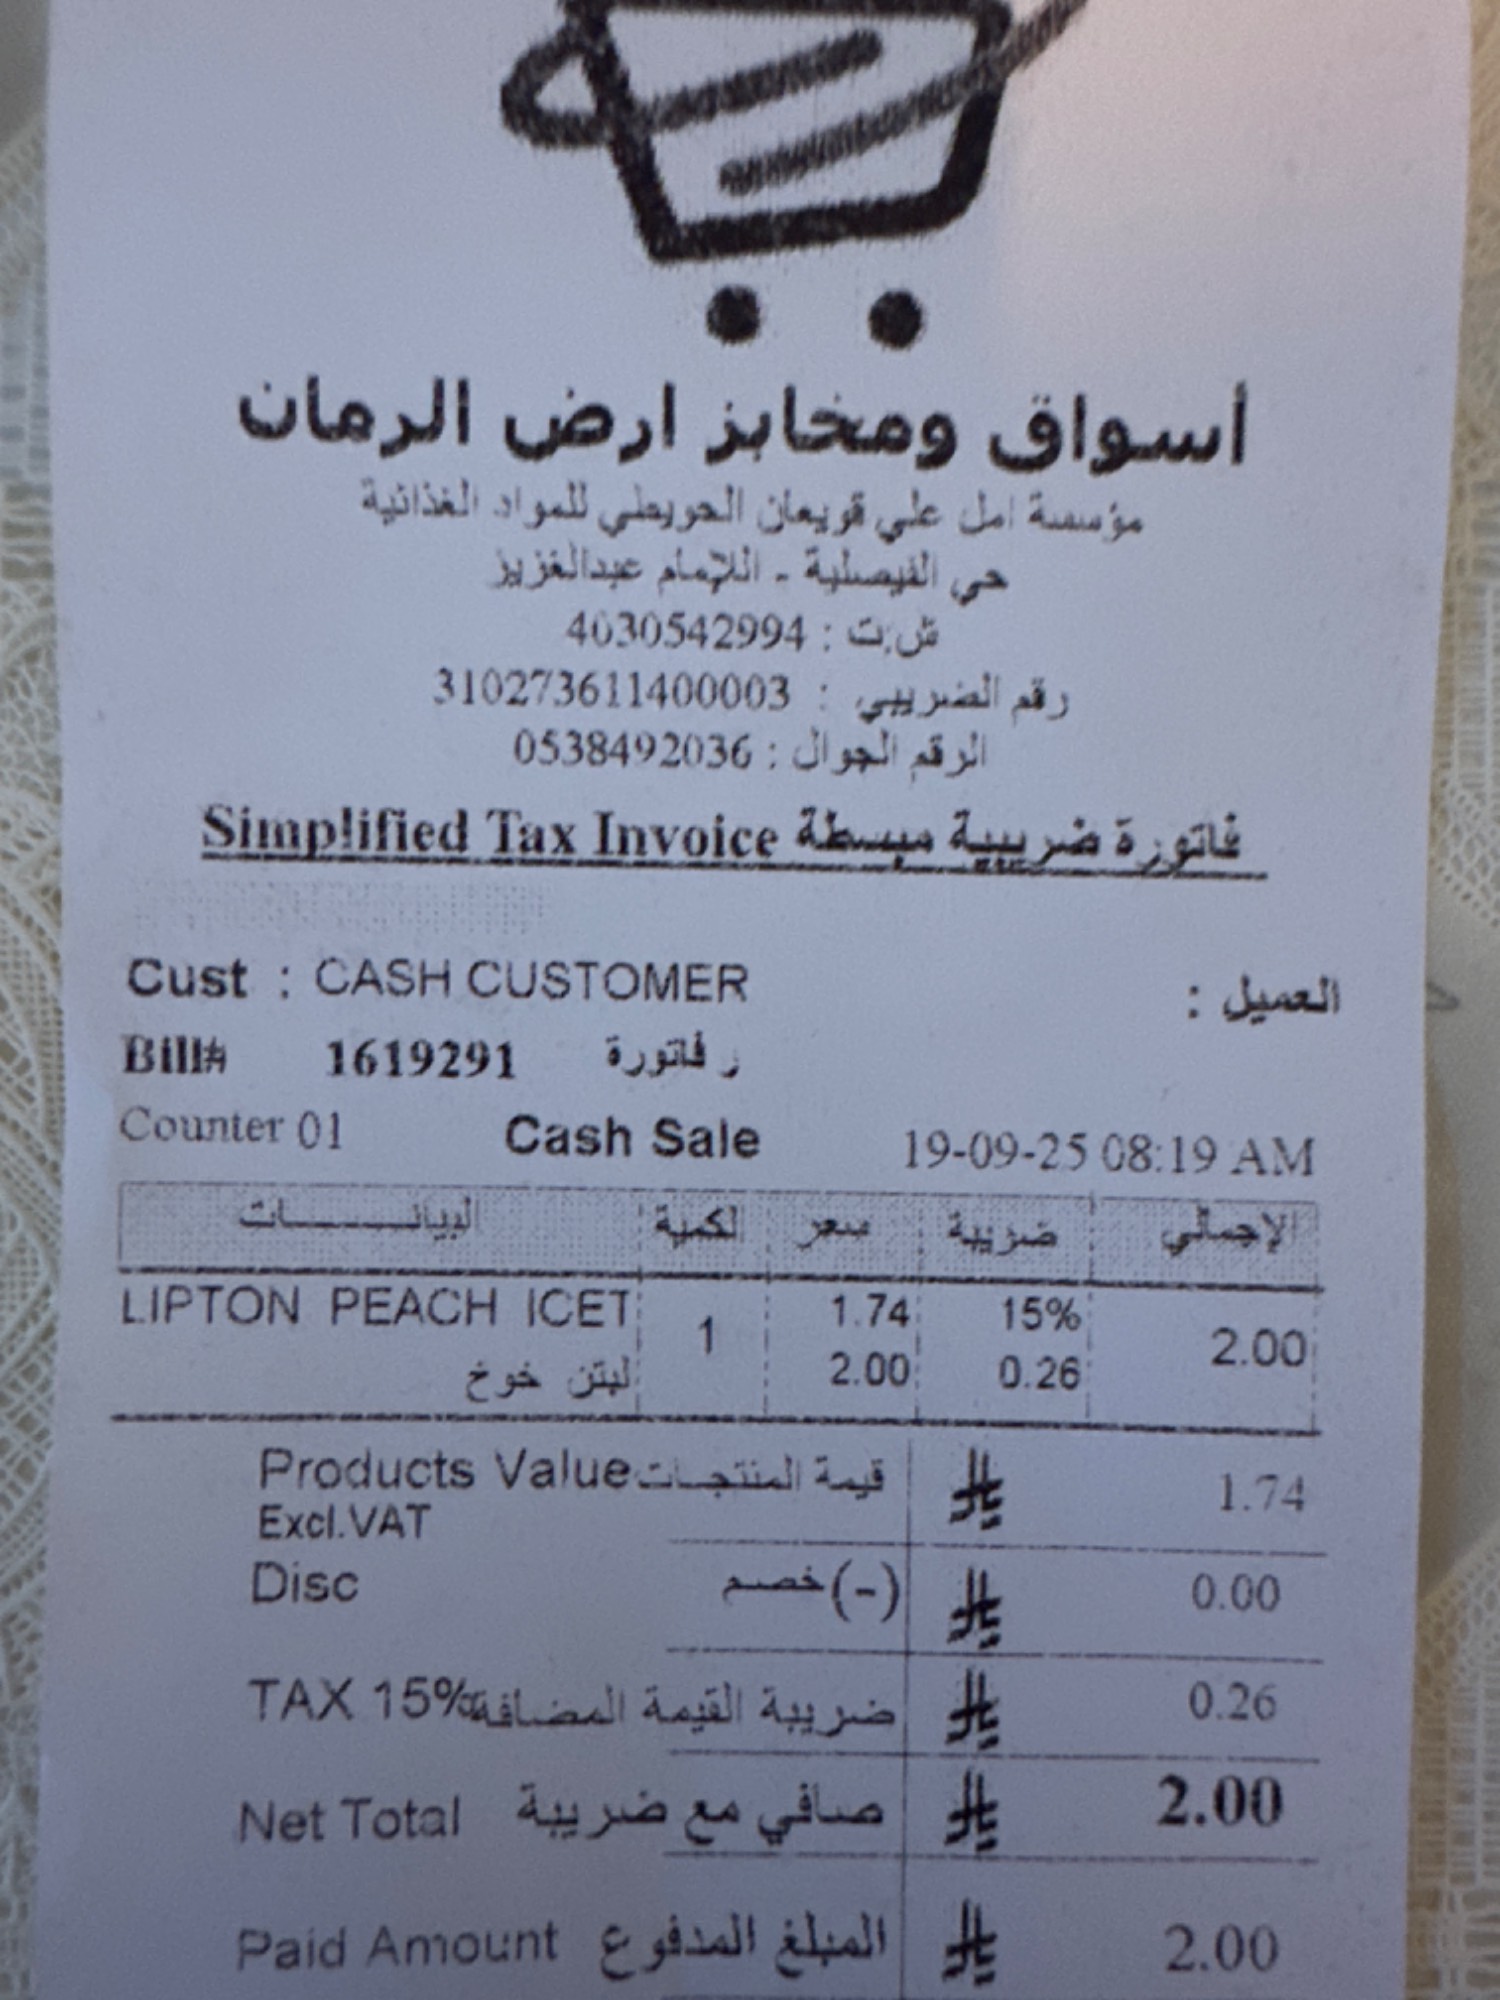 أسواق ومخابز ارض الرمان
مؤسسة امل علي قويعان الحويطي للمواد الغذائية
حي الفيصلية - اللإمام عبدالعزيز
ش.ت : 4030542994
رقم الضريبي : 310273611400003
الرقم الجوال : 0538492036
Simplified Tax Invoice فاتورة ضريبية مبسطة
Cust : CASH CUSTOMER العميل :
Bill# 1619291 ر فاتورة
Counter 01 Cash Sale 19-09-25 08:19 AM
لبيانـــــــات لكمية سعر ضريبة الإجمالي
LIPTON PEACH ICET 1 1.74 15% 2.00
لبتن خوخ 2.00 0.26
Products Value قيمة المنتجات 1.74
Excl.VAT
Disc خصم (-) 0.00
TAX 15% ضريبة القيمة المضافة 0.26
Net Total صافي مع ضريبة 2.00
Paid Amount المبلغ المدفوع 2.00